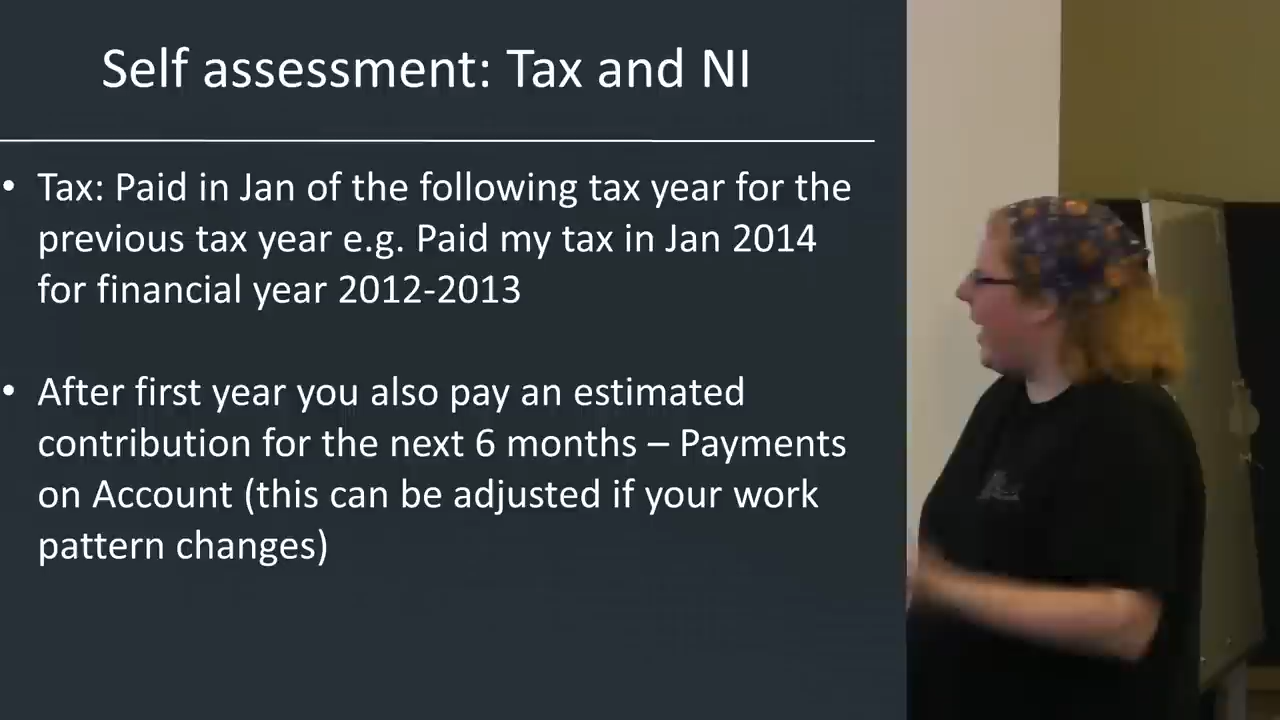 Self assessment: Tax and NI
• Tax: Paid in Jan of the following tax year for the
previous tax year e.g. Paid my tax in Jan 2014
for financial year 2012-2013
• After first year you also pay an estimated
contribution for the next 6 months – Payments
on Account (this can be adjusted if your work
pattern changes)